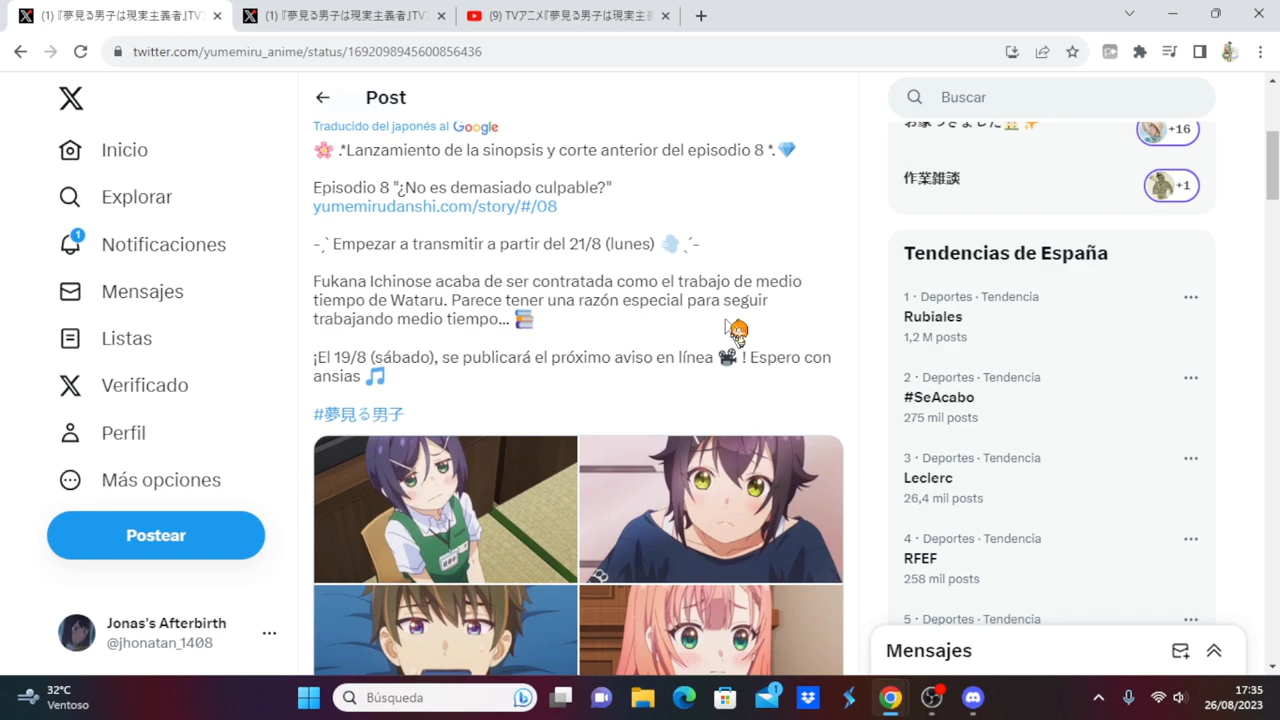 (1) 『夢見る男子は現実主義者』TV
(1) 『夢見る男子は現実主義者』TV
(9) TVアニメ『夢見る男子は現実主
twitter.com/yumemiru_anime/status/1692098945600856436
Inicio
Explorar
1
Notificaciones
Mensajes
Listas
Verificado
Perfil
Más opciones
Postear
Jonas's Afterbirth
@jhonatan_1408
Post
Traducido del japonés al Google
.*Lanzamiento de la sinopsis y corte anterior del episodio 8 *.
Episodio 8 "¿No es demasiado culpable?"
yumemirudanshi.com/story/#/08
-ˎˋ Empezar a transmitir a partir del 21/8 (lunes) ˎˊ-
Fukana Ichinose acaba de ser contratada como el trabajo de medio
tiempo de Wataru. Parece tener una razón especial para seguir
trabajando medio tiempo...
¡El 19/8 (sábado), se publicará el próximo aviso en línea ! Espero con
ansias
#夢見る男子
Buscar
+16
作業雑談
+1
Tendencias de España
1 · Deportes · Tendencia
Rubiales
1,2 M posts
2 · Deportes · Tendencia
#SeAcabo
275 mil posts
3 · Deportes · Tendencia
Leclerc
26,4 mil posts
4 · Deportes · Tendencia
RFEF
258 mil posts
5 · Deportes · Tendencia
Mensajes
32°C
Ventoso
Búsqueda
1
17:35
26/08/2023